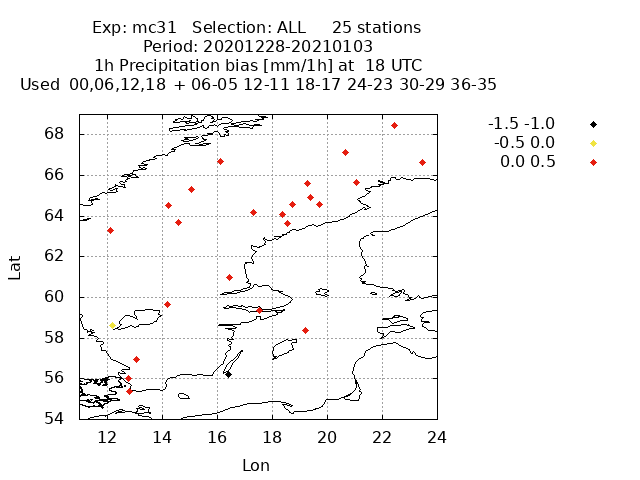 Exp: mc31 Selection: ALL 25 stations
Period: 20201228-20210103
1h Precipitation bias [mm/1h] at 18 UTC
Used 00,06,12,18 + 06-05 12-11 18-17 24-23 30-29 36-35
-1.5 -1.0
-0.5 0.0
0.0 0.5
68
66
64
62
60
58
56
54
Lat
12 14 16 18 20 22 24
Lon